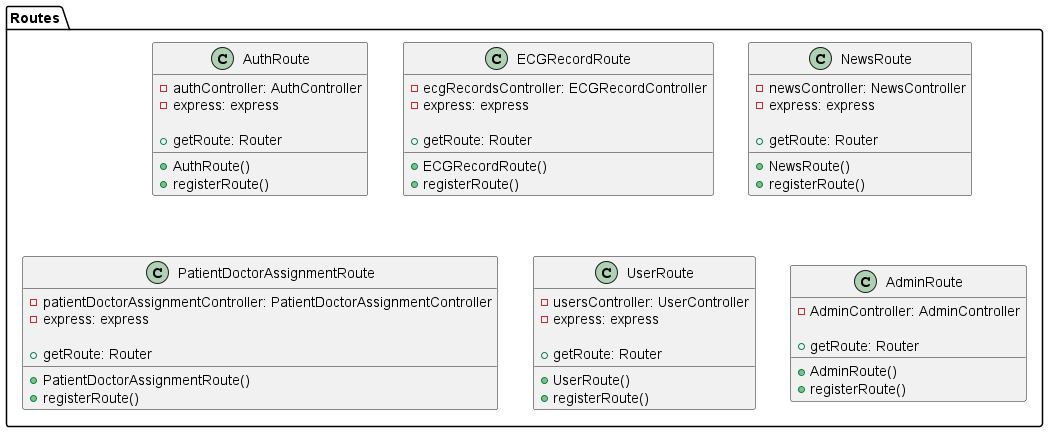 Routes
C AuthRoute
authController: AuthController
express: express
getRoute: Router
AuthRoute()
registerRoute()
C ECGRecordRoute
ecgRecordsController: ECGRecordController
express: express
getRoute: Router
ECGRecordRoute()
registerRoute()
C NewsRoute
newsController: NewsController
express: express
getRoute: Router
NewsRoute()
registerRoute()
C PatientDoctorAssignmentRoute
patientDoctorAssignmentController: PatientDoctorAssignmentController
express: express
getRoute: Router
PatientDoctorAssignmentRoute()
registerRoute()
C UserRoute
usersController: UserController
express: express
getRoute: Router
UserRoute()
registerRoute()
C AdminRoute
AdminController: AdminController
getRoute: Router
AdminRoute()
registerRoute()